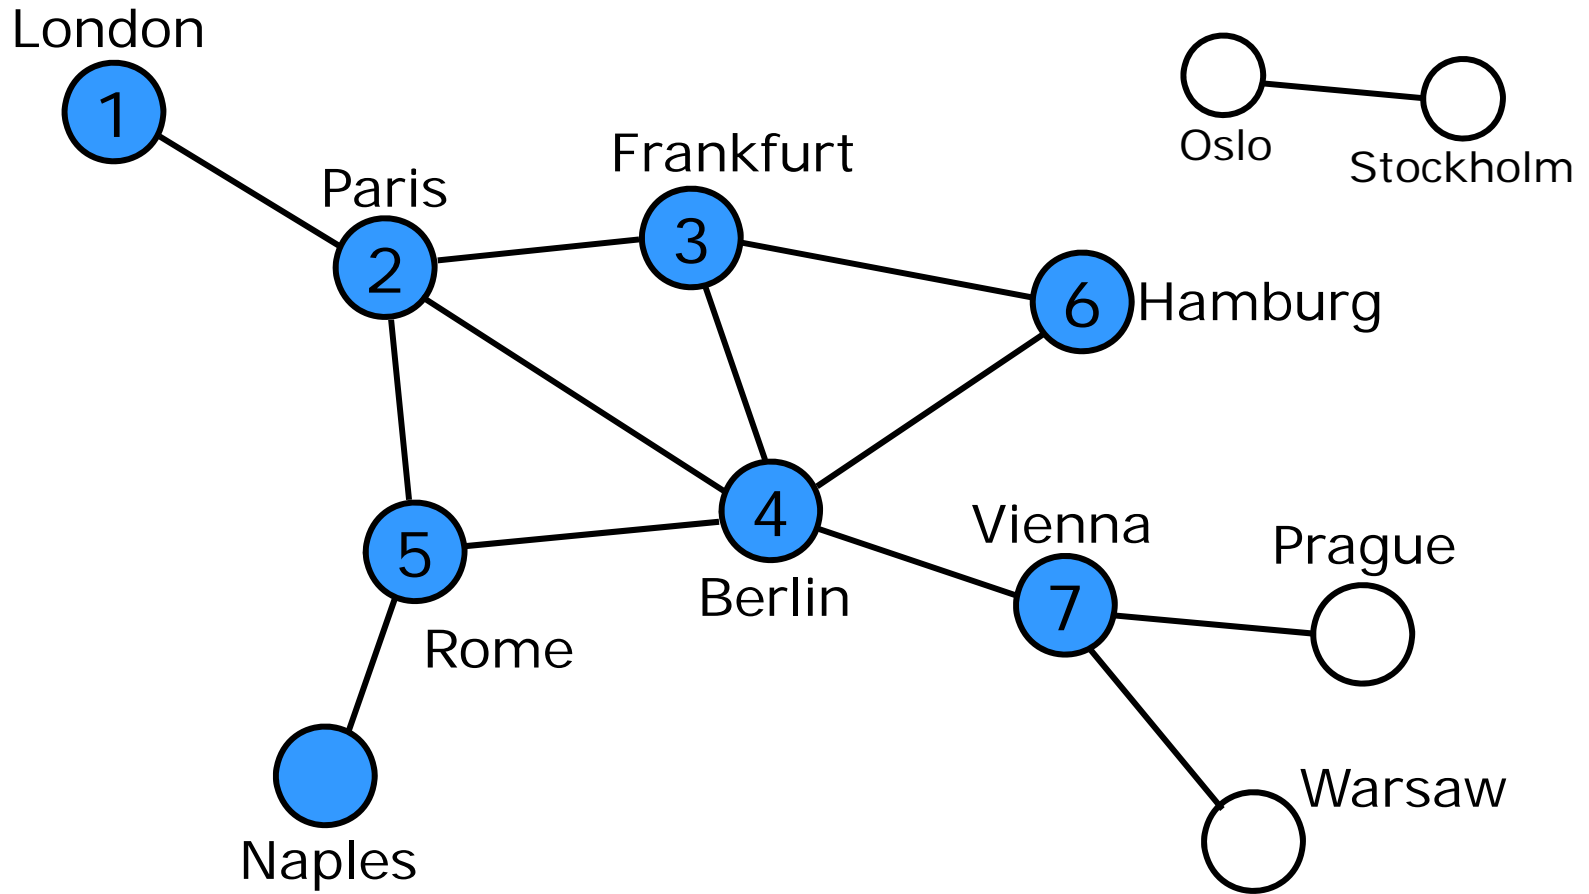 London
1
Oslo
Stockholm
Frankfurt
Paris
3
2
6
Hamburg
4
Vienna
Prague
5
7
Berlin
Rome
Warsaw
Naples